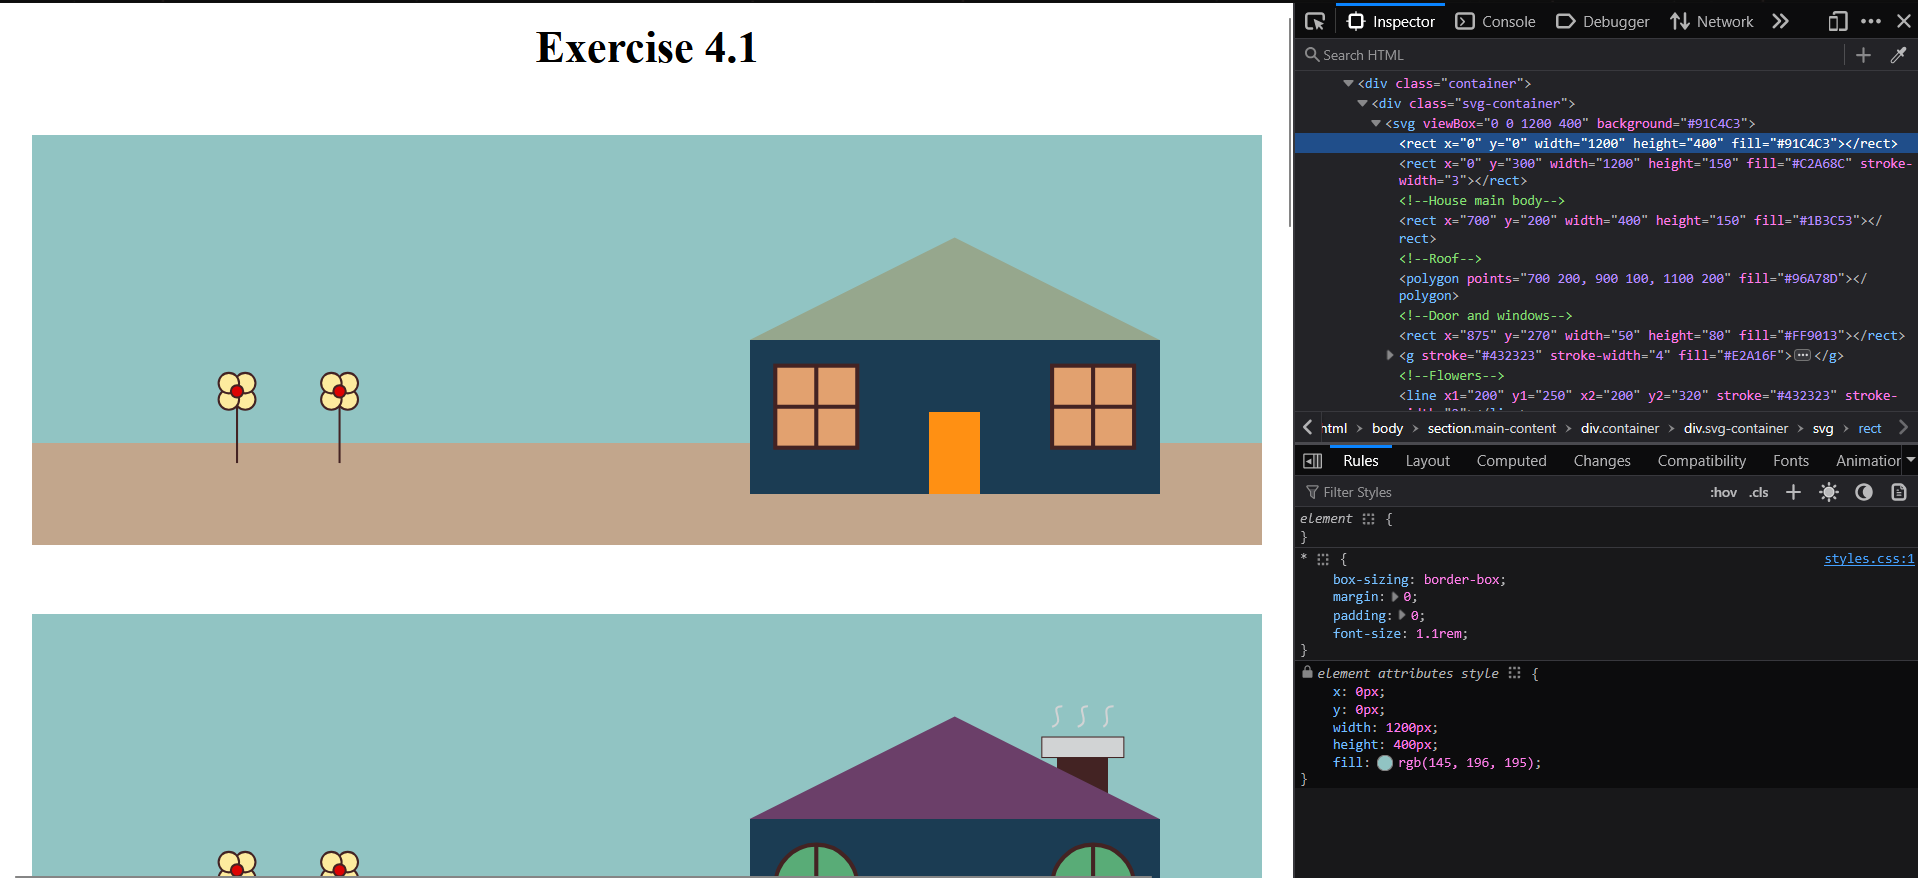 Exercise 4.1
Inspector Console Debugger Network
Search HTML
<div class="container">
<div class="svg-container">
<svg viewBox="0 0 1200 400" background="#91C4C3">
<rect x="0" y="0" width="1200" height="400" fill="#91C4C3"></rect>
<rect x="0" y="300" width="1200" height="150" fill="#C2A68C" stroke-
width="3"></rect>
<!--House main body-->
<rect x="700" y="200" width="400" height="150" fill="#1B3C53"></
rect>
<!--Roof-->
<polygon points="700 200, 900 100, 1100 200" fill="#96A78D"></
polygon>
<!--Door and windows-->
<rect x="875" y="270" width="50" height="80" fill="#FF9013"></rect>
<g stroke="#432323" stroke-width="4" fill="#E2A16F"></g>
<!--Flowers-->
<line x1="200" y1="250" x2="200" y2="320" stroke="#432323" stroke-
html > body > section.main-content > div.container > div.svg-container > svg > rect
Rules Layout Computed Changes Compatibility Fonts Animation
Filter Styles :hov .cls
element {
}
* { styles.css:1
box-sizing: border-box;
margin: 0;
padding: 0;
font-size: 1.1rem;
}
element attributes style {
x: 0px;
y: 0px;
width: 1200px;
height: 400px;
fill: rgb(145, 196, 195);
}